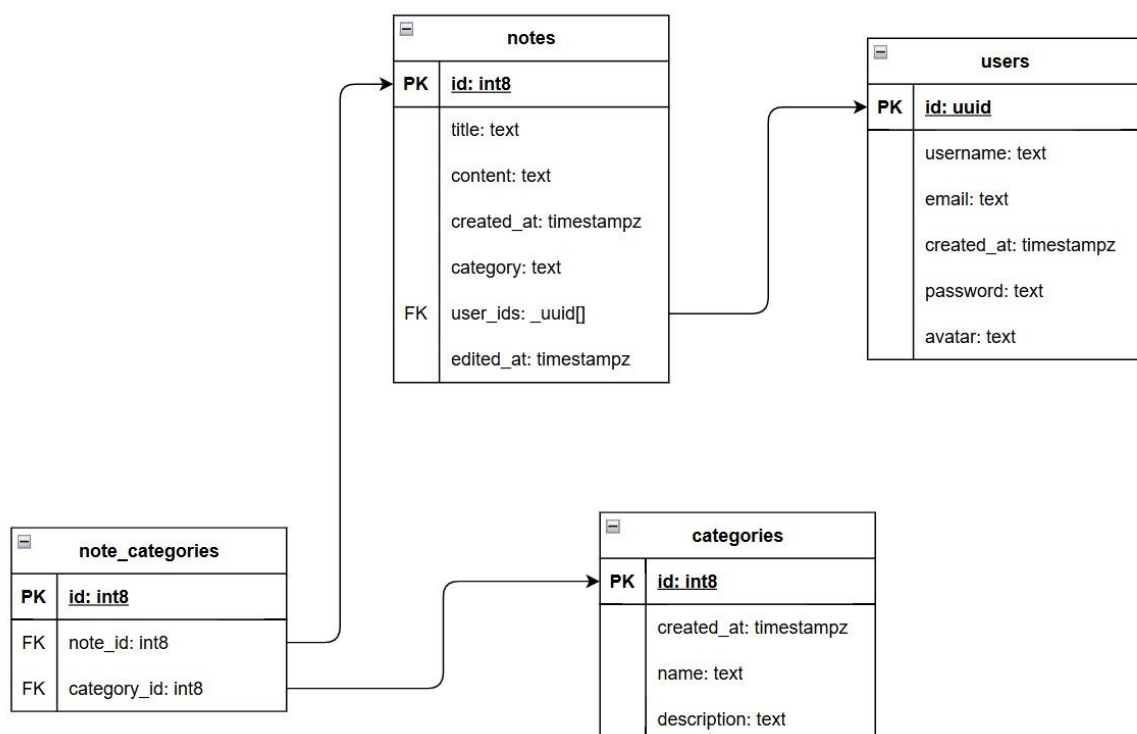 notes
PK id: int8
title: text
content: text
created_at: timestampz
category: text
FK user_ids: _uuid[]
edited_at: timestampz
users
PK id: uuid
username: text
email: text
created_at: timestampz
password: text
avatar: text
note_categories
PK id: int8
FK note_id: int8
FK category_id: int8
categories
PK id: int8
created_at: timestampz
name: text
description: text